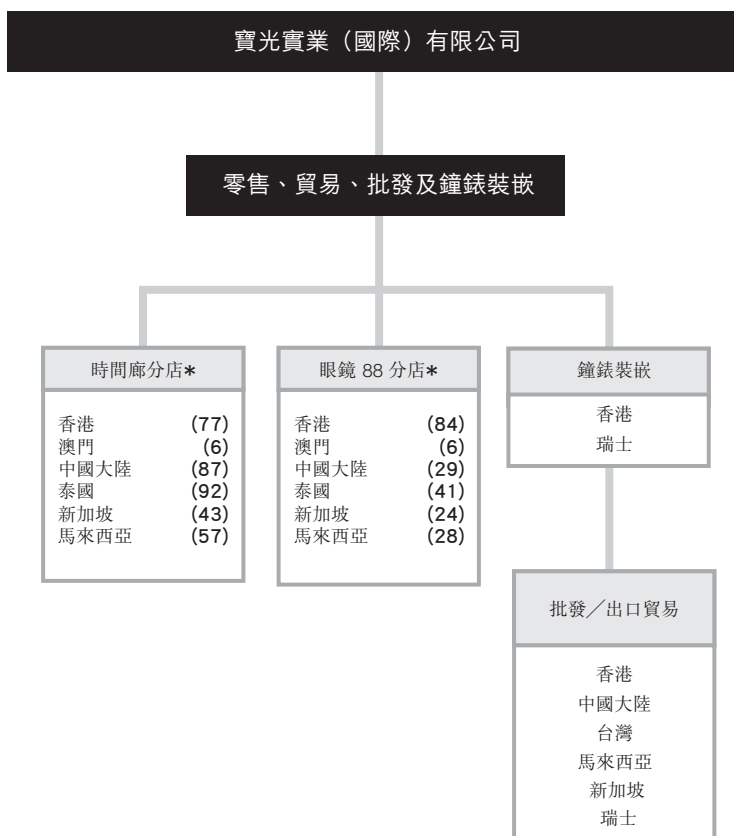 寶光實業（國際）有限公司
零售、貿易、批發及鐘錶裝嵌
時間廊分店*
香港 (77)
澳門 (6)
中國大陸 (87)
泰國 (92)
新加坡 (43)
馬來西亞 (57)
眼鏡 88 分店*
香港 (84)
澳門 (6)
中國大陸 (29)
泰國 (41)
新加坡 (24)
馬來西亞 (28)
鐘錶裝嵌
香港
瑞士
批發／出口貿易
香港
中國大陸
台灣
馬來西亞
新加坡
瑞士